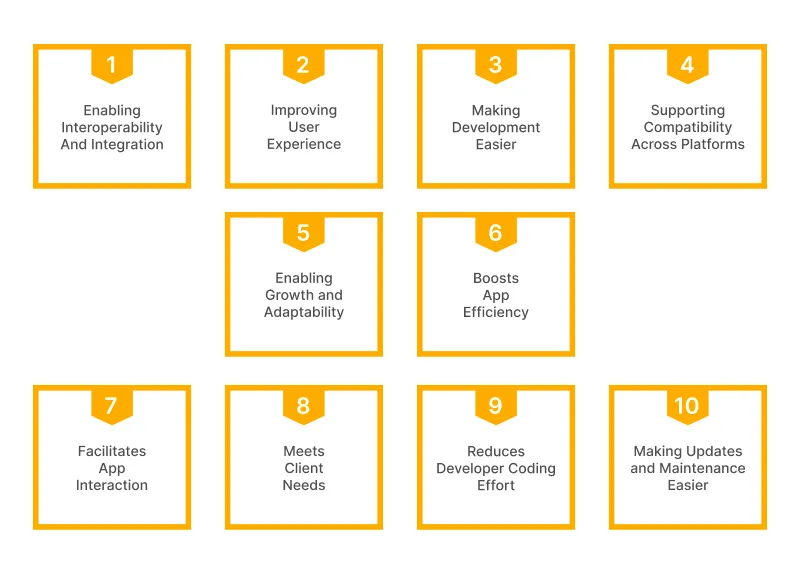 1
Enabling
Interoperability
And Integration
2
Improving
User
Experience
3
Making
Development
Easier
4
Supporting
Compatibility
Across Platforms
5
Enabling
Growth and
Adaptability
6
Boosts
App
Efficiency
7
Facilitates
App
Interaction
8
Meets
Client
Needs
9
Reduces
Developer Coding
Effort
10
Making Updates
and Maintenance
Easier